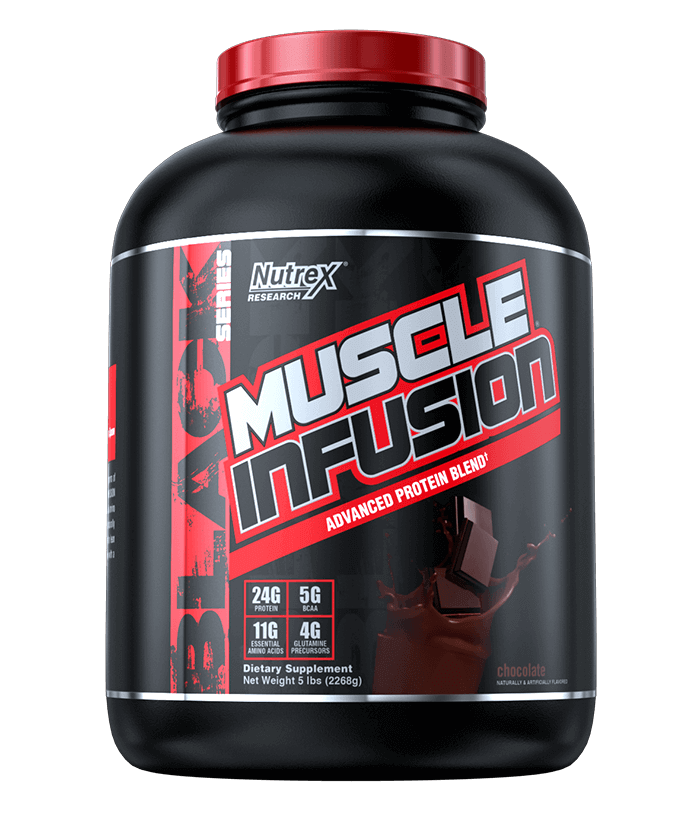 BLACK
SERIES
Nutrex®
RESEARCH
MUSCLE
INFUSION®
ADVANCED PROTEIN BLEND†
24G
PROTEIN
5G
BCAA
11G
ESSENTIAL
AMINO ACIDS
4G
GLUTAMINE
PRECURSORS
Dietary Supplement
Net Weight 5 lbs (2268g)
chocolate
NATURALLY & ARTIFICIALLY FLAVORED